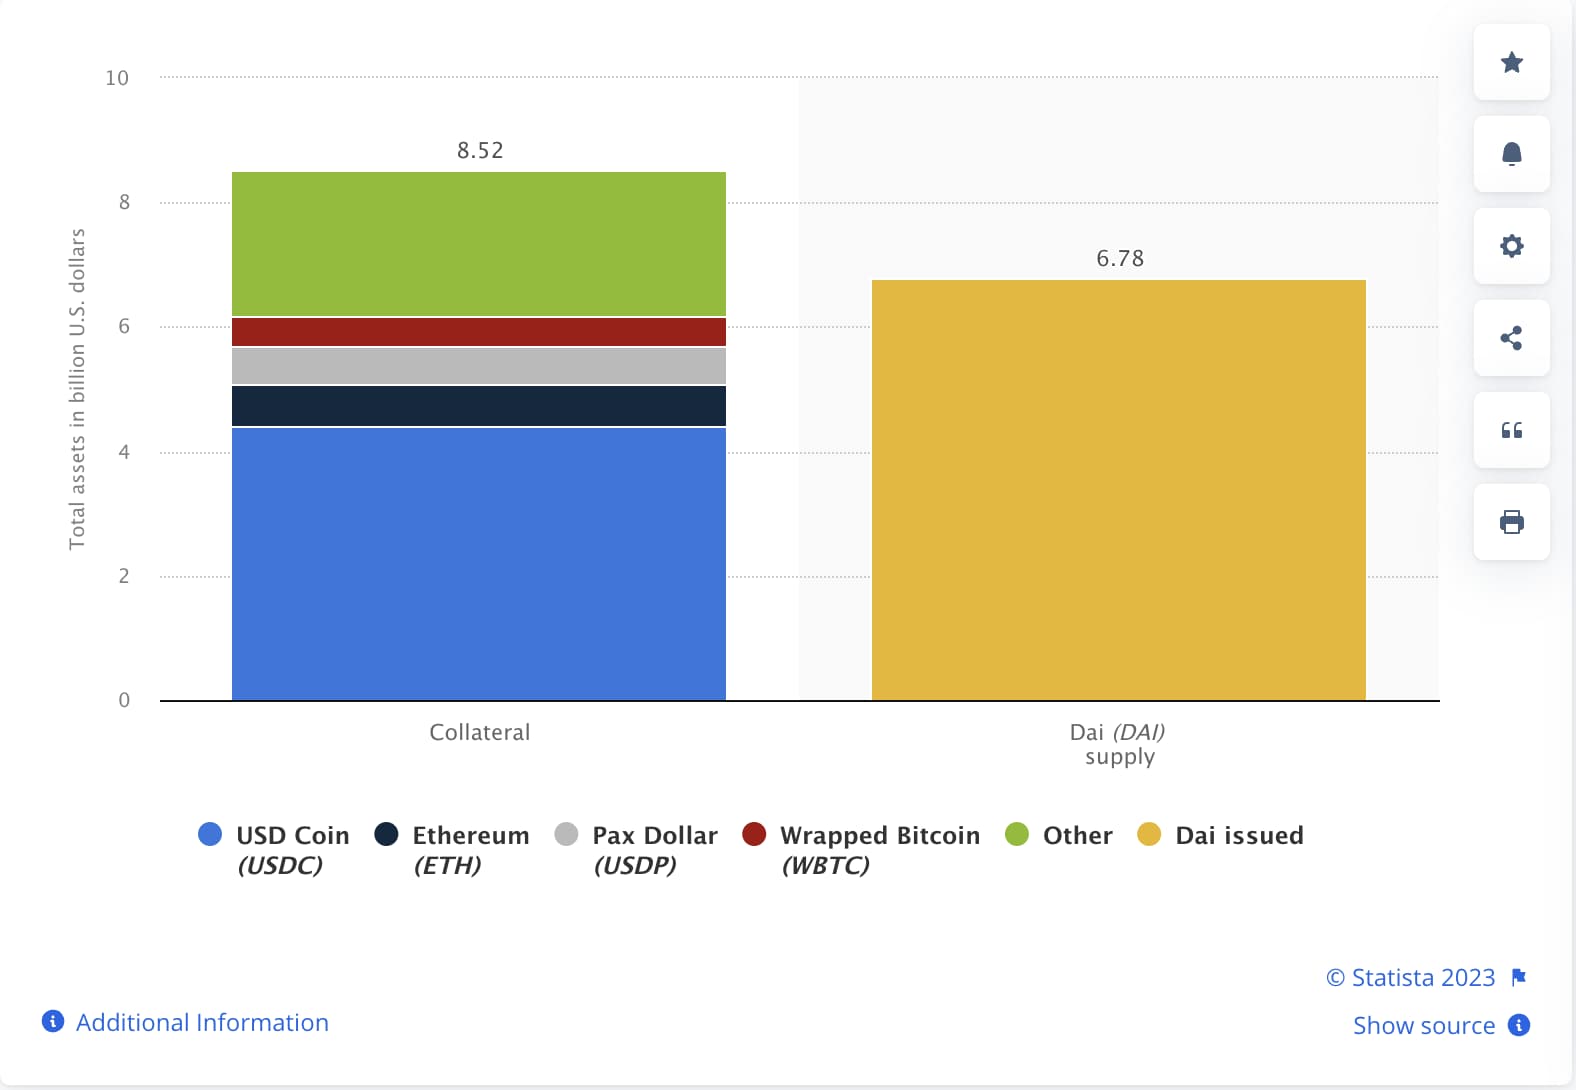 Total assets in billion U.S. dollars
10
8
6
4
2
0
8.52
6.78
Collateral
Dai (DAI)
supply
USD Coin
(USDC)
Ethereum
(ETH)
Pax Dollar
(USDP)
Wrapped Bitcoin
(WBTC)
Other
Dai issued
© Statista 2023
Additional Information
Show source